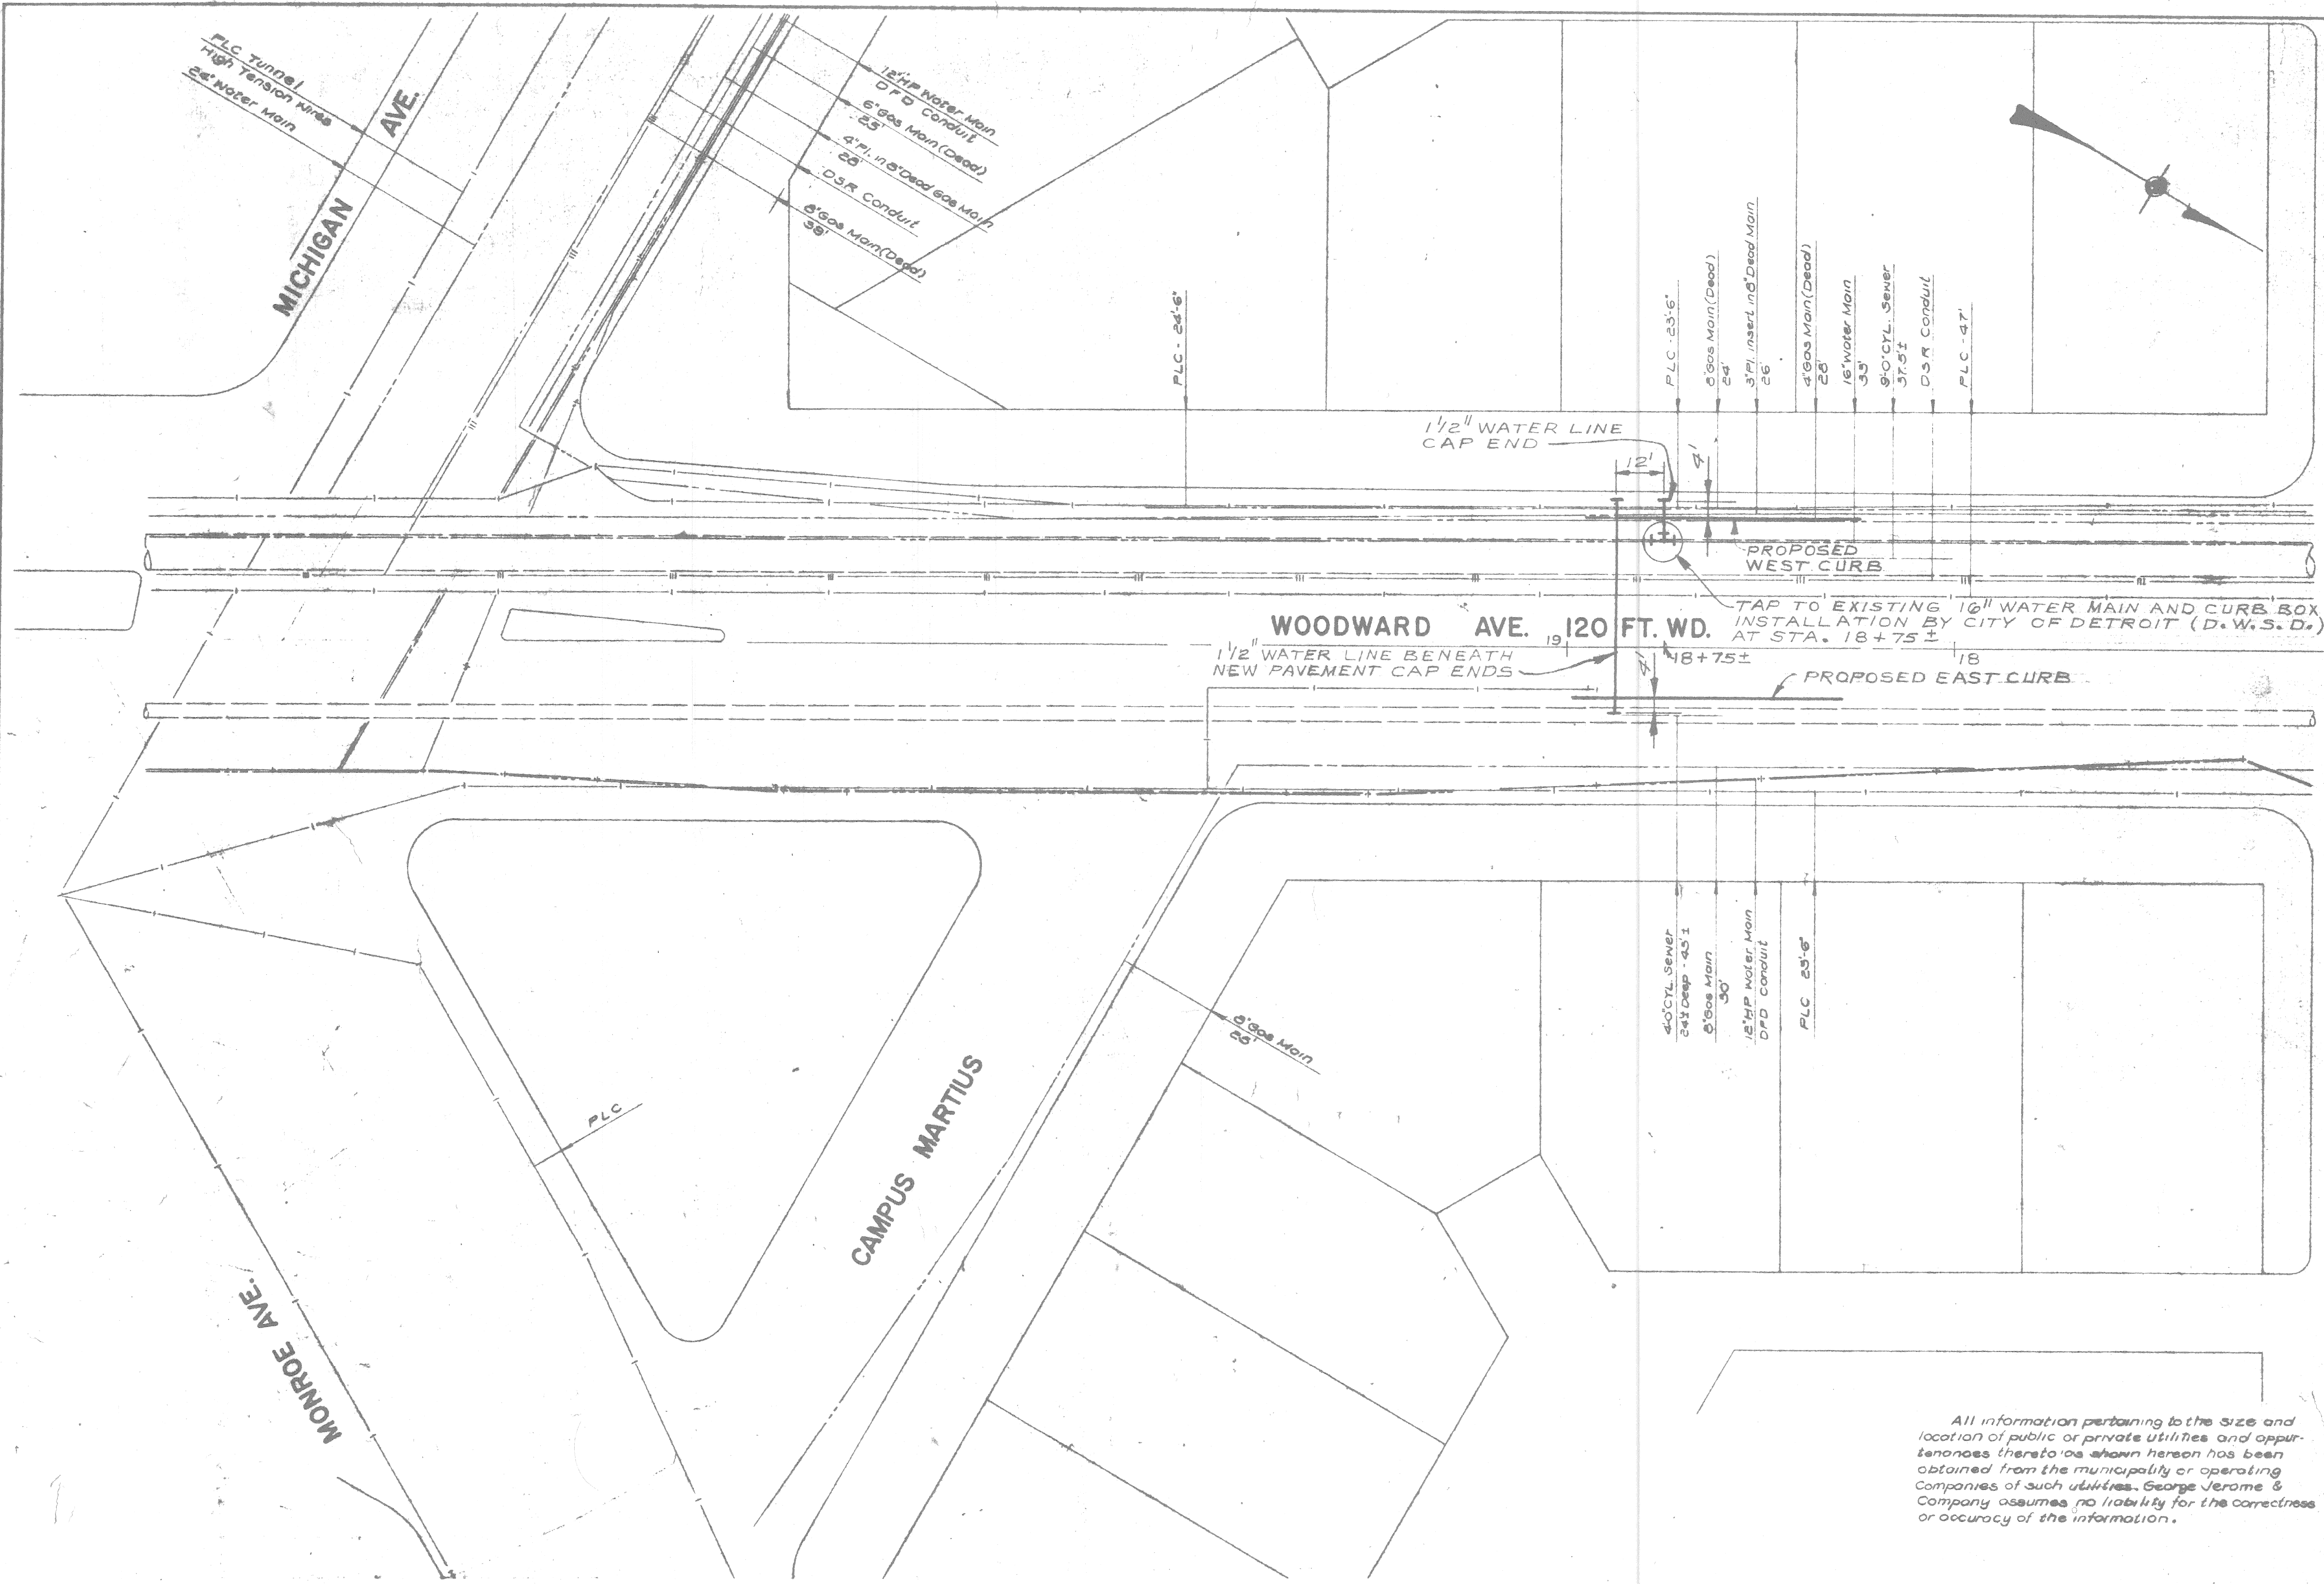 PLC Tunnel
High Tension Wires
24" Water Main
MICHIGAN AVE.
12" HP Water Main
DFD Conduit
6" Gas Main (Dead)
25'
4" Pl. in 8" Dead Gas Main
28'
DSR Conduit
8" Gas Main (Dead)
38'
PLC - 24'-6"
PLC - 23'-6"
8" Gas Main (Dead)
24'
3" Pl. Insert in 8" Dead Main
26'
4" Gas Main (Dead)
28'
16" Water Main
33'
9'-0" CYL. Sewer
37.5'±
DSR Conduit
PLC - 47'
1 1/2" WATER LINE
CAP END
12'
4'
PROPOSED
WEST CURB
TAP TO EXISTING 16" WATER MAIN AND CURB BOX
INSTALLATION BY CITY OF DETROIT (D.W.S.D.)
AT STA. 18+75±
WOODWARD AVE. 120 FT. WD.
19
18+75±
18
1 1/2" WATER LINE BENEATH
NEW PAVEMENT CAP ENDS
4'
PROPOSED EAST CURB
4'0" CYL. Sewer
24'± Deep - 43'±
8" Gas Main
30'
12" HP Water Main
DFD Conduit
PLC 23'-6"
8" Gas Main
26'
PLC
CAMPUS MARTIUS
MONROE AVE.
All information pertaining to the size and
location of public or private utilities and appur-
tenances thereto as shown hereon has been
obtained from the municipality or operating
Companies of such utilities. George Jerome &
Company assumes no liability for the correctness
or accuracy of the information.